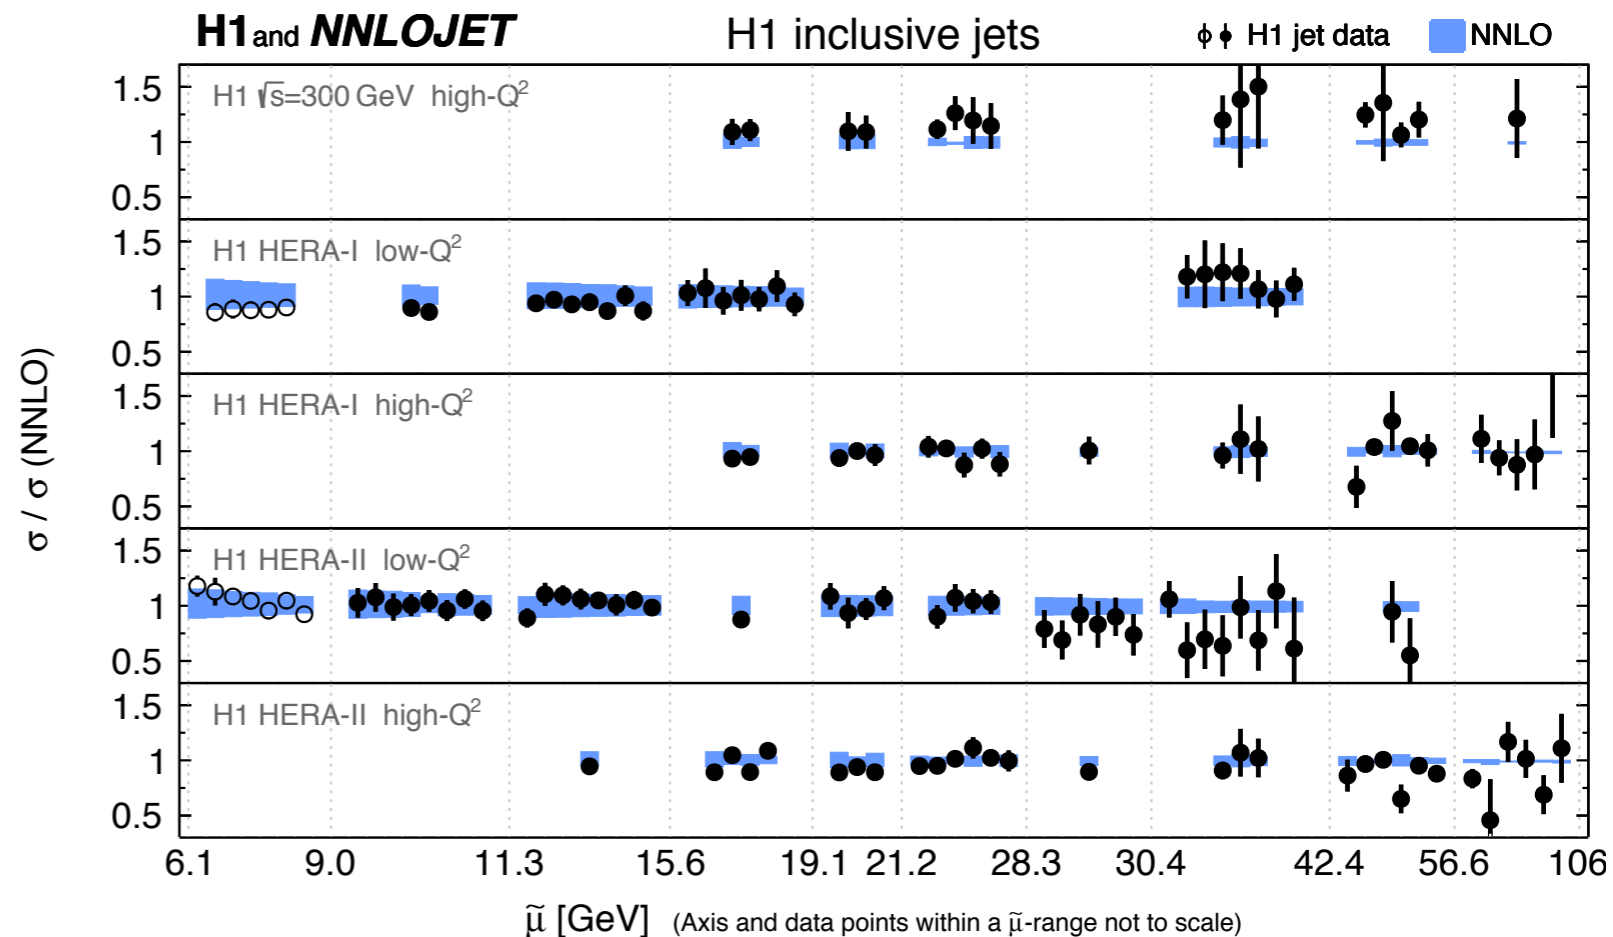 H1 and NNLOJET H1 inclusive jets H1 jet data NNLO
H1 √s=300 GeV high-Q²
1.5
1
0.5
H1 HERA-I low-Q²
1.5
1
0.5
H1 HERA-I high-Q²
1.5
1
0.5
H1 HERA-II low-Q²
1.5
1
0.5
H1 HERA-II high-Q²
1.5
1
0.5
σ / σ (NNLO)
6.1 9.0 11.3 15.6 19.1 21.2 28.3 30.4 42.4 56.6 106
μ̃ [GeV] (Axis and data points within a μ̃-range not to scale)